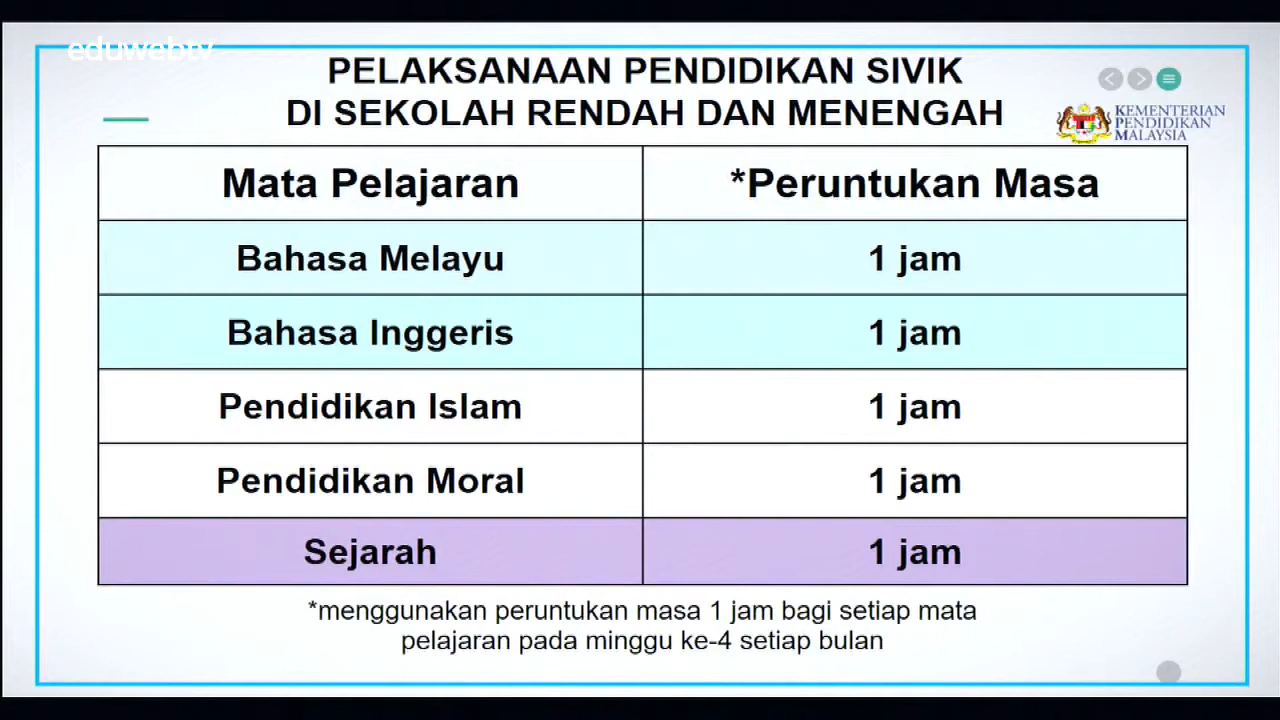 eduwebtv
PELAKSANAAN PENDIDIKAN SIVIK
DI SEKOLAH RENDAH DAN MENENGAH
KEMENTERIAN
PENDIDIKAN
MALAYSIA
Mata Pelajaran *Peruntukan Masa
Bahasa Melayu 1 jam
Bahasa Inggeris 1 jam
Pendidikan Islam 1 jam
Pendidikan Moral 1 jam
Sejarah 1 jam
*menggunakan peruntukan masa 1 jam bagi setiap mata
pelajaran pada minggu ke-4 setiap bulan